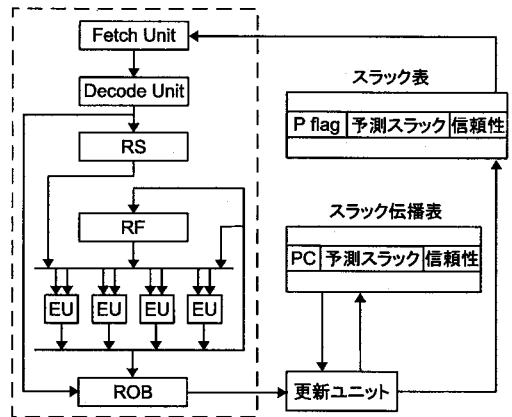 Fetch Unit
Decode Unit
RS
RF
EU EU EU EU
ROB
スラック表
P flag 予測スラック 信頼性
スラック伝播表
PC 予測スラック 信頼性
更新ユニット